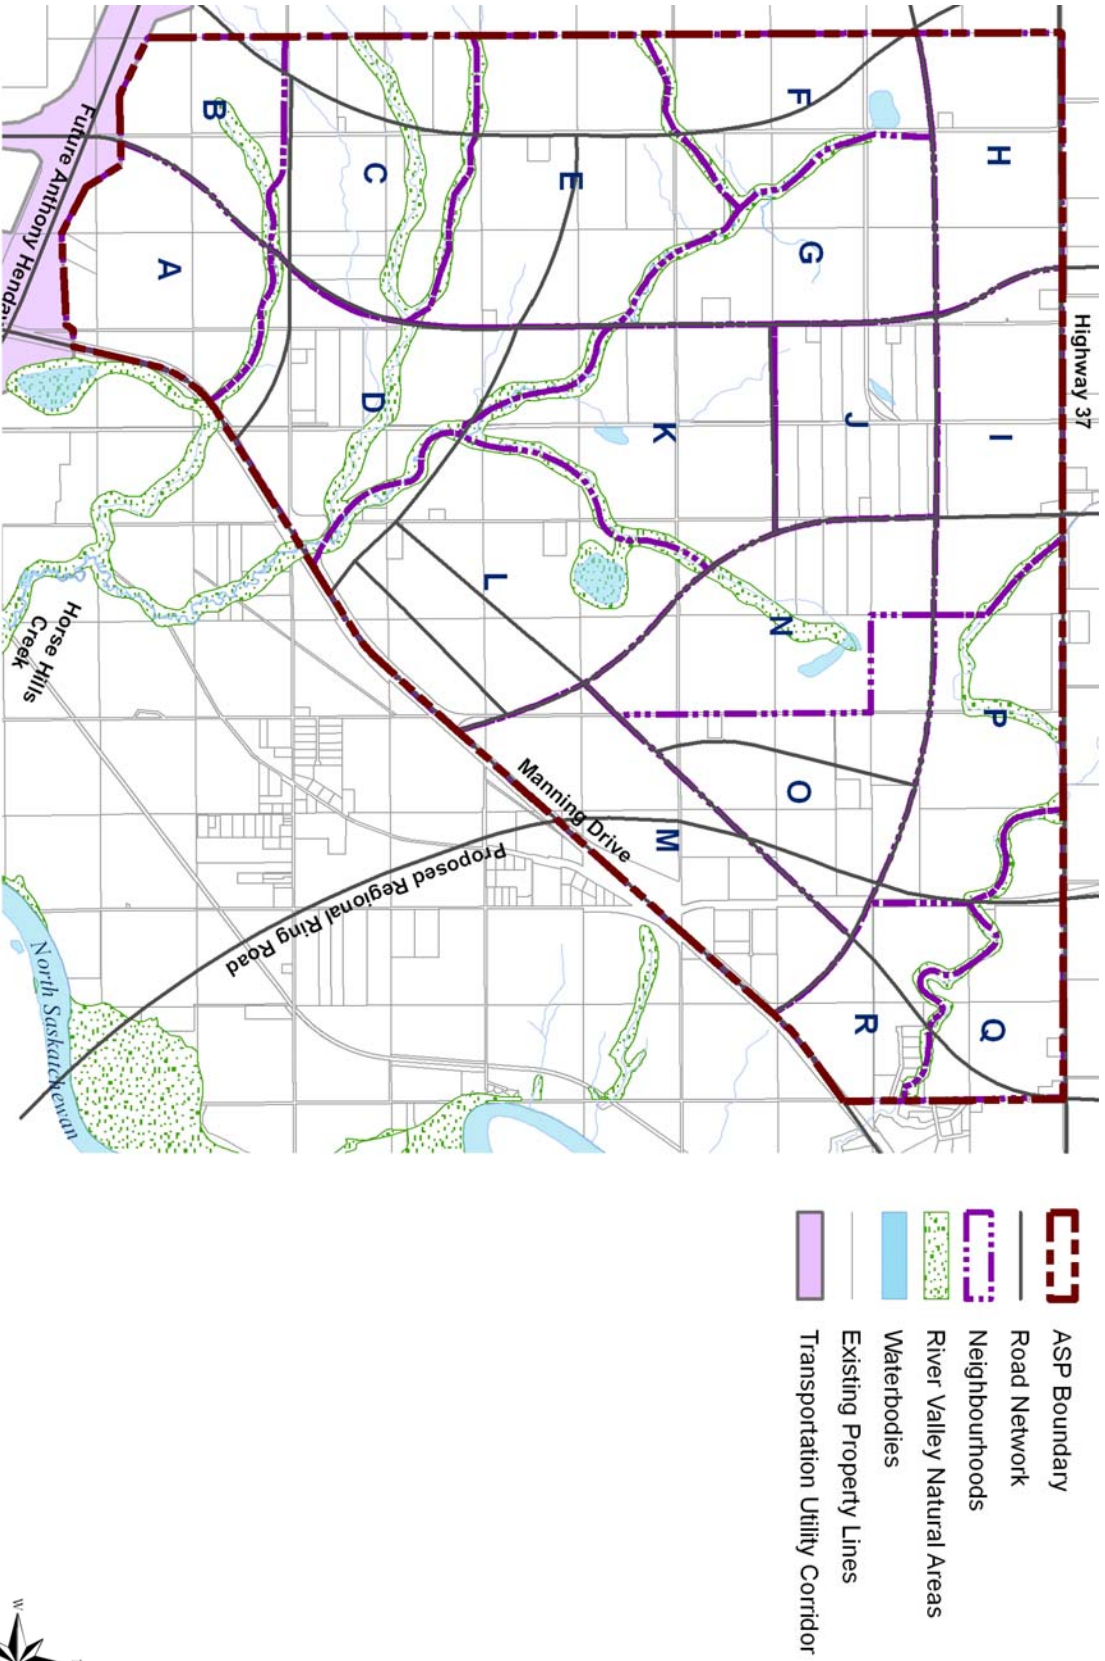 Highway 37
H
F
I
G
J
P
E
K
Q
C
N
O
R
B
D
L
M
A
Manning Drive
Proposed Regional Ring Road
Future Anthony Henda
Horse Hills
Creek
North Saskatchewan
ASP Boundary
Road Network
Neighbourhoods
River Valley Natural Areas
Waterbodies
Existing Property Lines
Transportation Utility Corridor
W